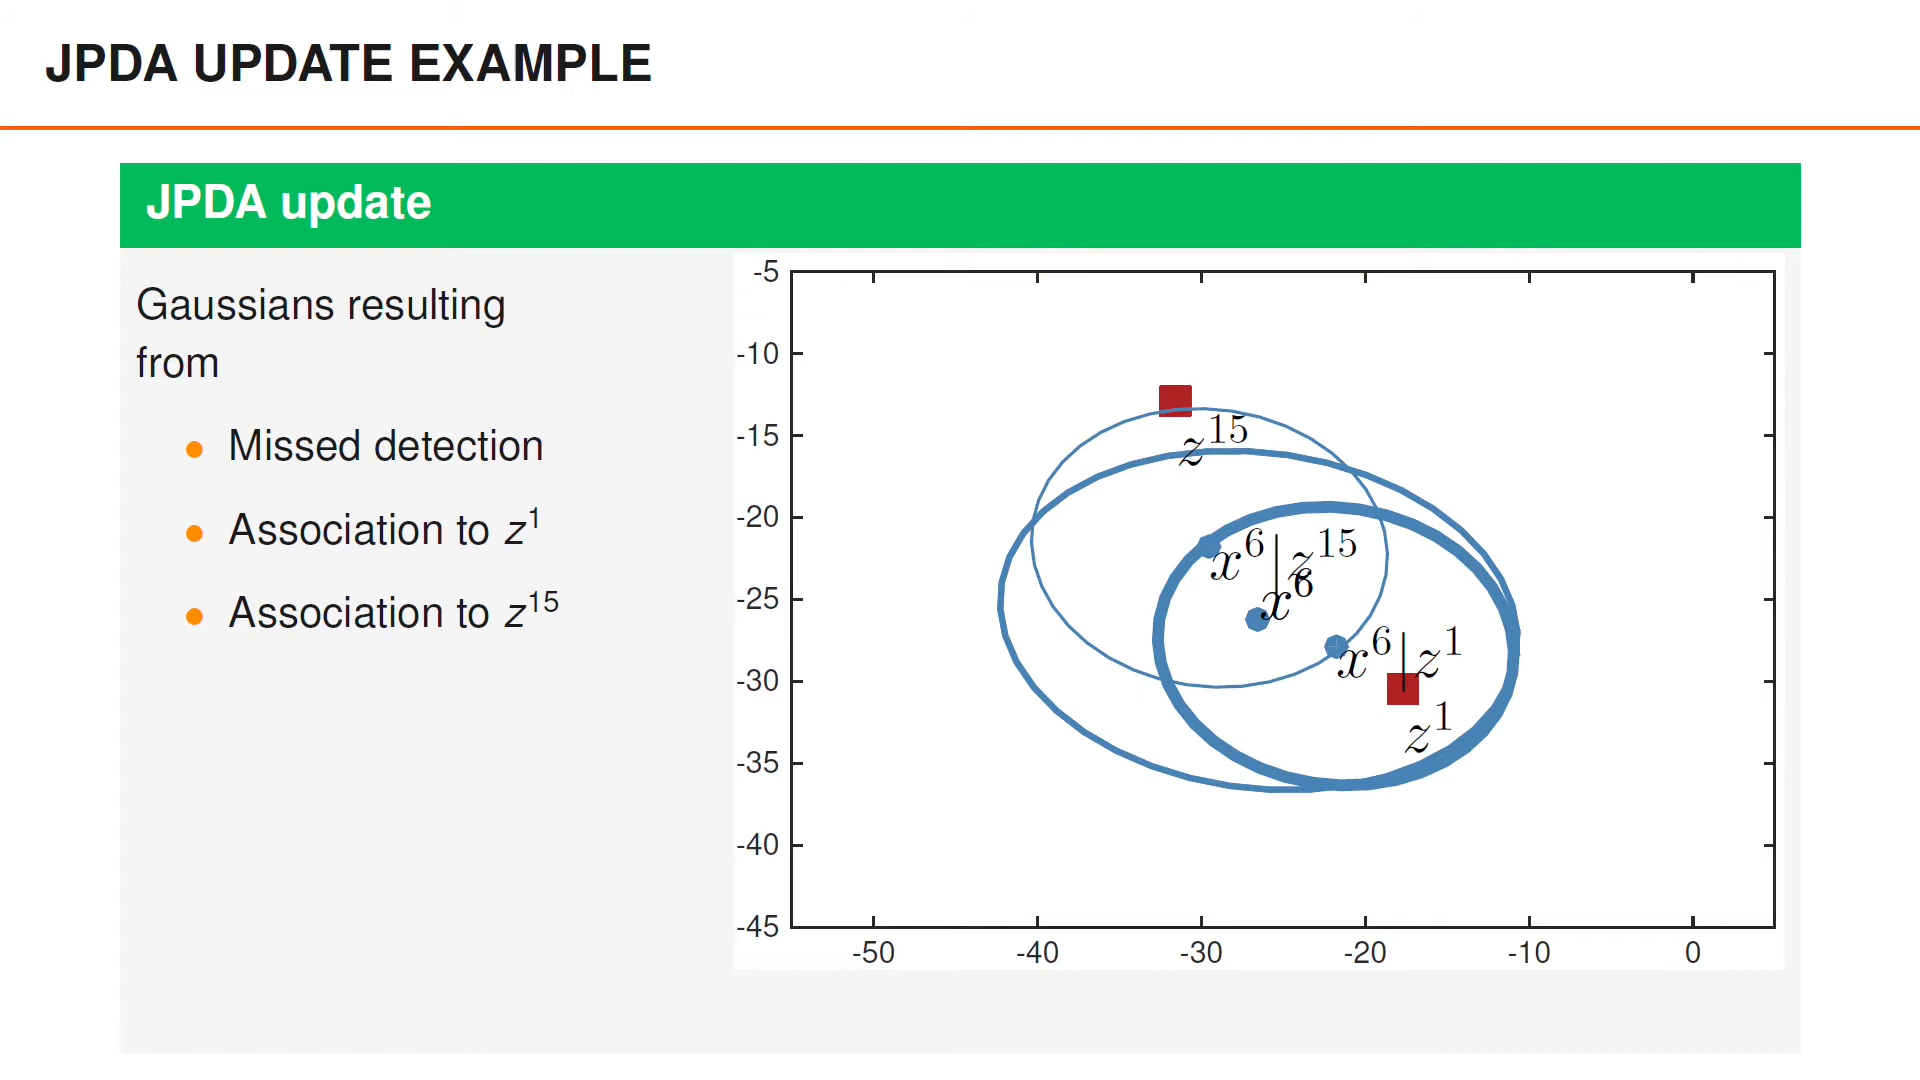 JPDA UPDATE EXAMPLE
JPDA update
Gaussians resulting
from
Missed detection
Association to z¹
Association to z¹⁵
-5
-10
-15
-20
-25
-30
-35
-40
-45
z¹⁵
x⁶|z¹⁵
x⁶
x⁶|z¹
z¹
-50 -40 -30 -20 -10 0